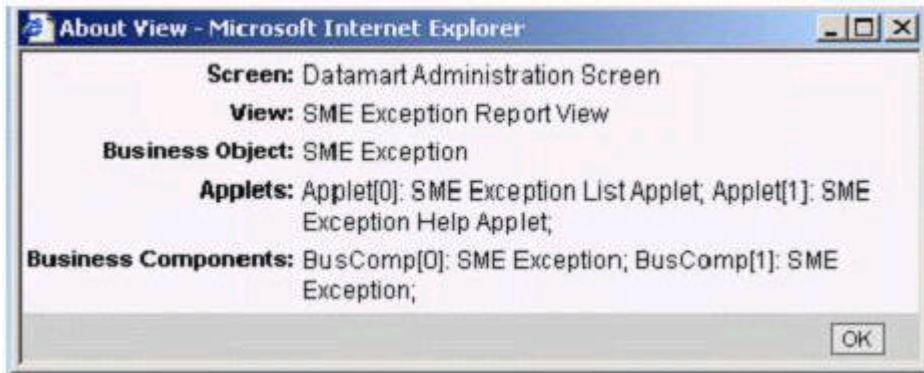 About View - Microsoft Internet Explorer
Screen: Datamart Administration Screen
View: SME Exception Report View
Business Object: SME Exception
Applets: Applet[0]: SME Exception List Applet; Applet[1]: SME
Exception Help Applet;
Business Components: BusComp[0]: SME Exception; BusComp[1]: SME
Exception;
OK